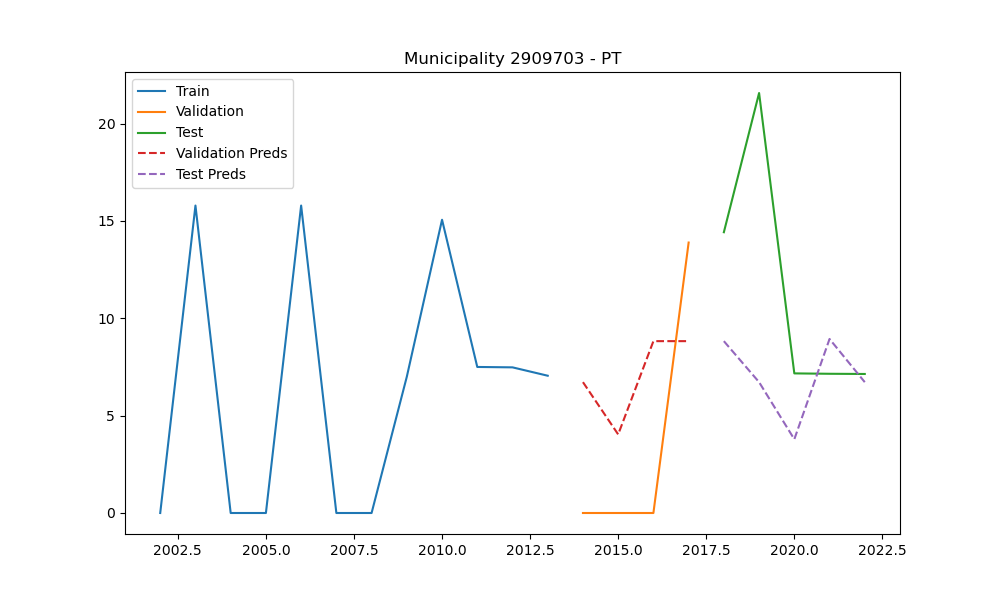 Municipality 2909703 - PT
Train
Validation
Test
Validation Preds
Test Preds
20
15
10
5
0
2002.5 2005.0 2007.5 2010.0 2012.5 2015.0 2017.5 2020.0 2022.5